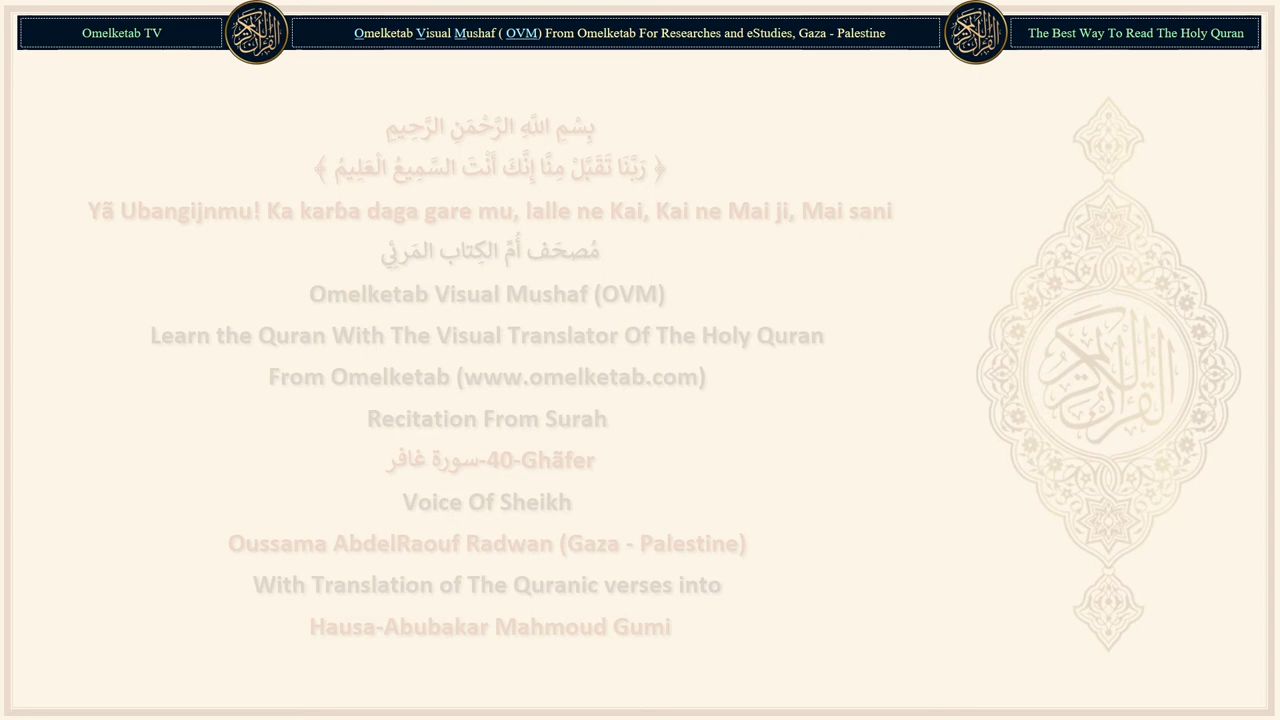 Omelketab TV
Omelketab Visual Mushaf ( OVM) From Omelketab For Researches and eStudies, Gaza - Palestine
The Best Way To Read The Holy Quran
بِسْمِ اللَّهِ الرَّحْمَنِ الرَّحِيمِ
﴿ رَبَّنَا تَقَبَّلْ مِنَّا إِنَّكَ أَنْتَ السَّمِيعُ الْعَلِيمُ ﴾
Yã Ubangijnmu! Ka karɓa daga gare mu, lalle ne Kai, Kai ne Mai ji, Mai sani
مُصحَف أُمِّ الكِتاب المَرئِي
Omelketab Visual Mushaf (OVM)
Learn the Quran With The Visual Translator Of The Holy Quran
From Omelketab (www.omelketab.com)
Recitation From Surah
سورة غافر-40-Ghãfer
Voice Of Sheikh
Oussama AbdelRaouf Radwan (Gaza - Palestine)
With Translation of The Quranic verses into
Hausa-Abubakar Mahmoud Gumi
القرآن الكريم